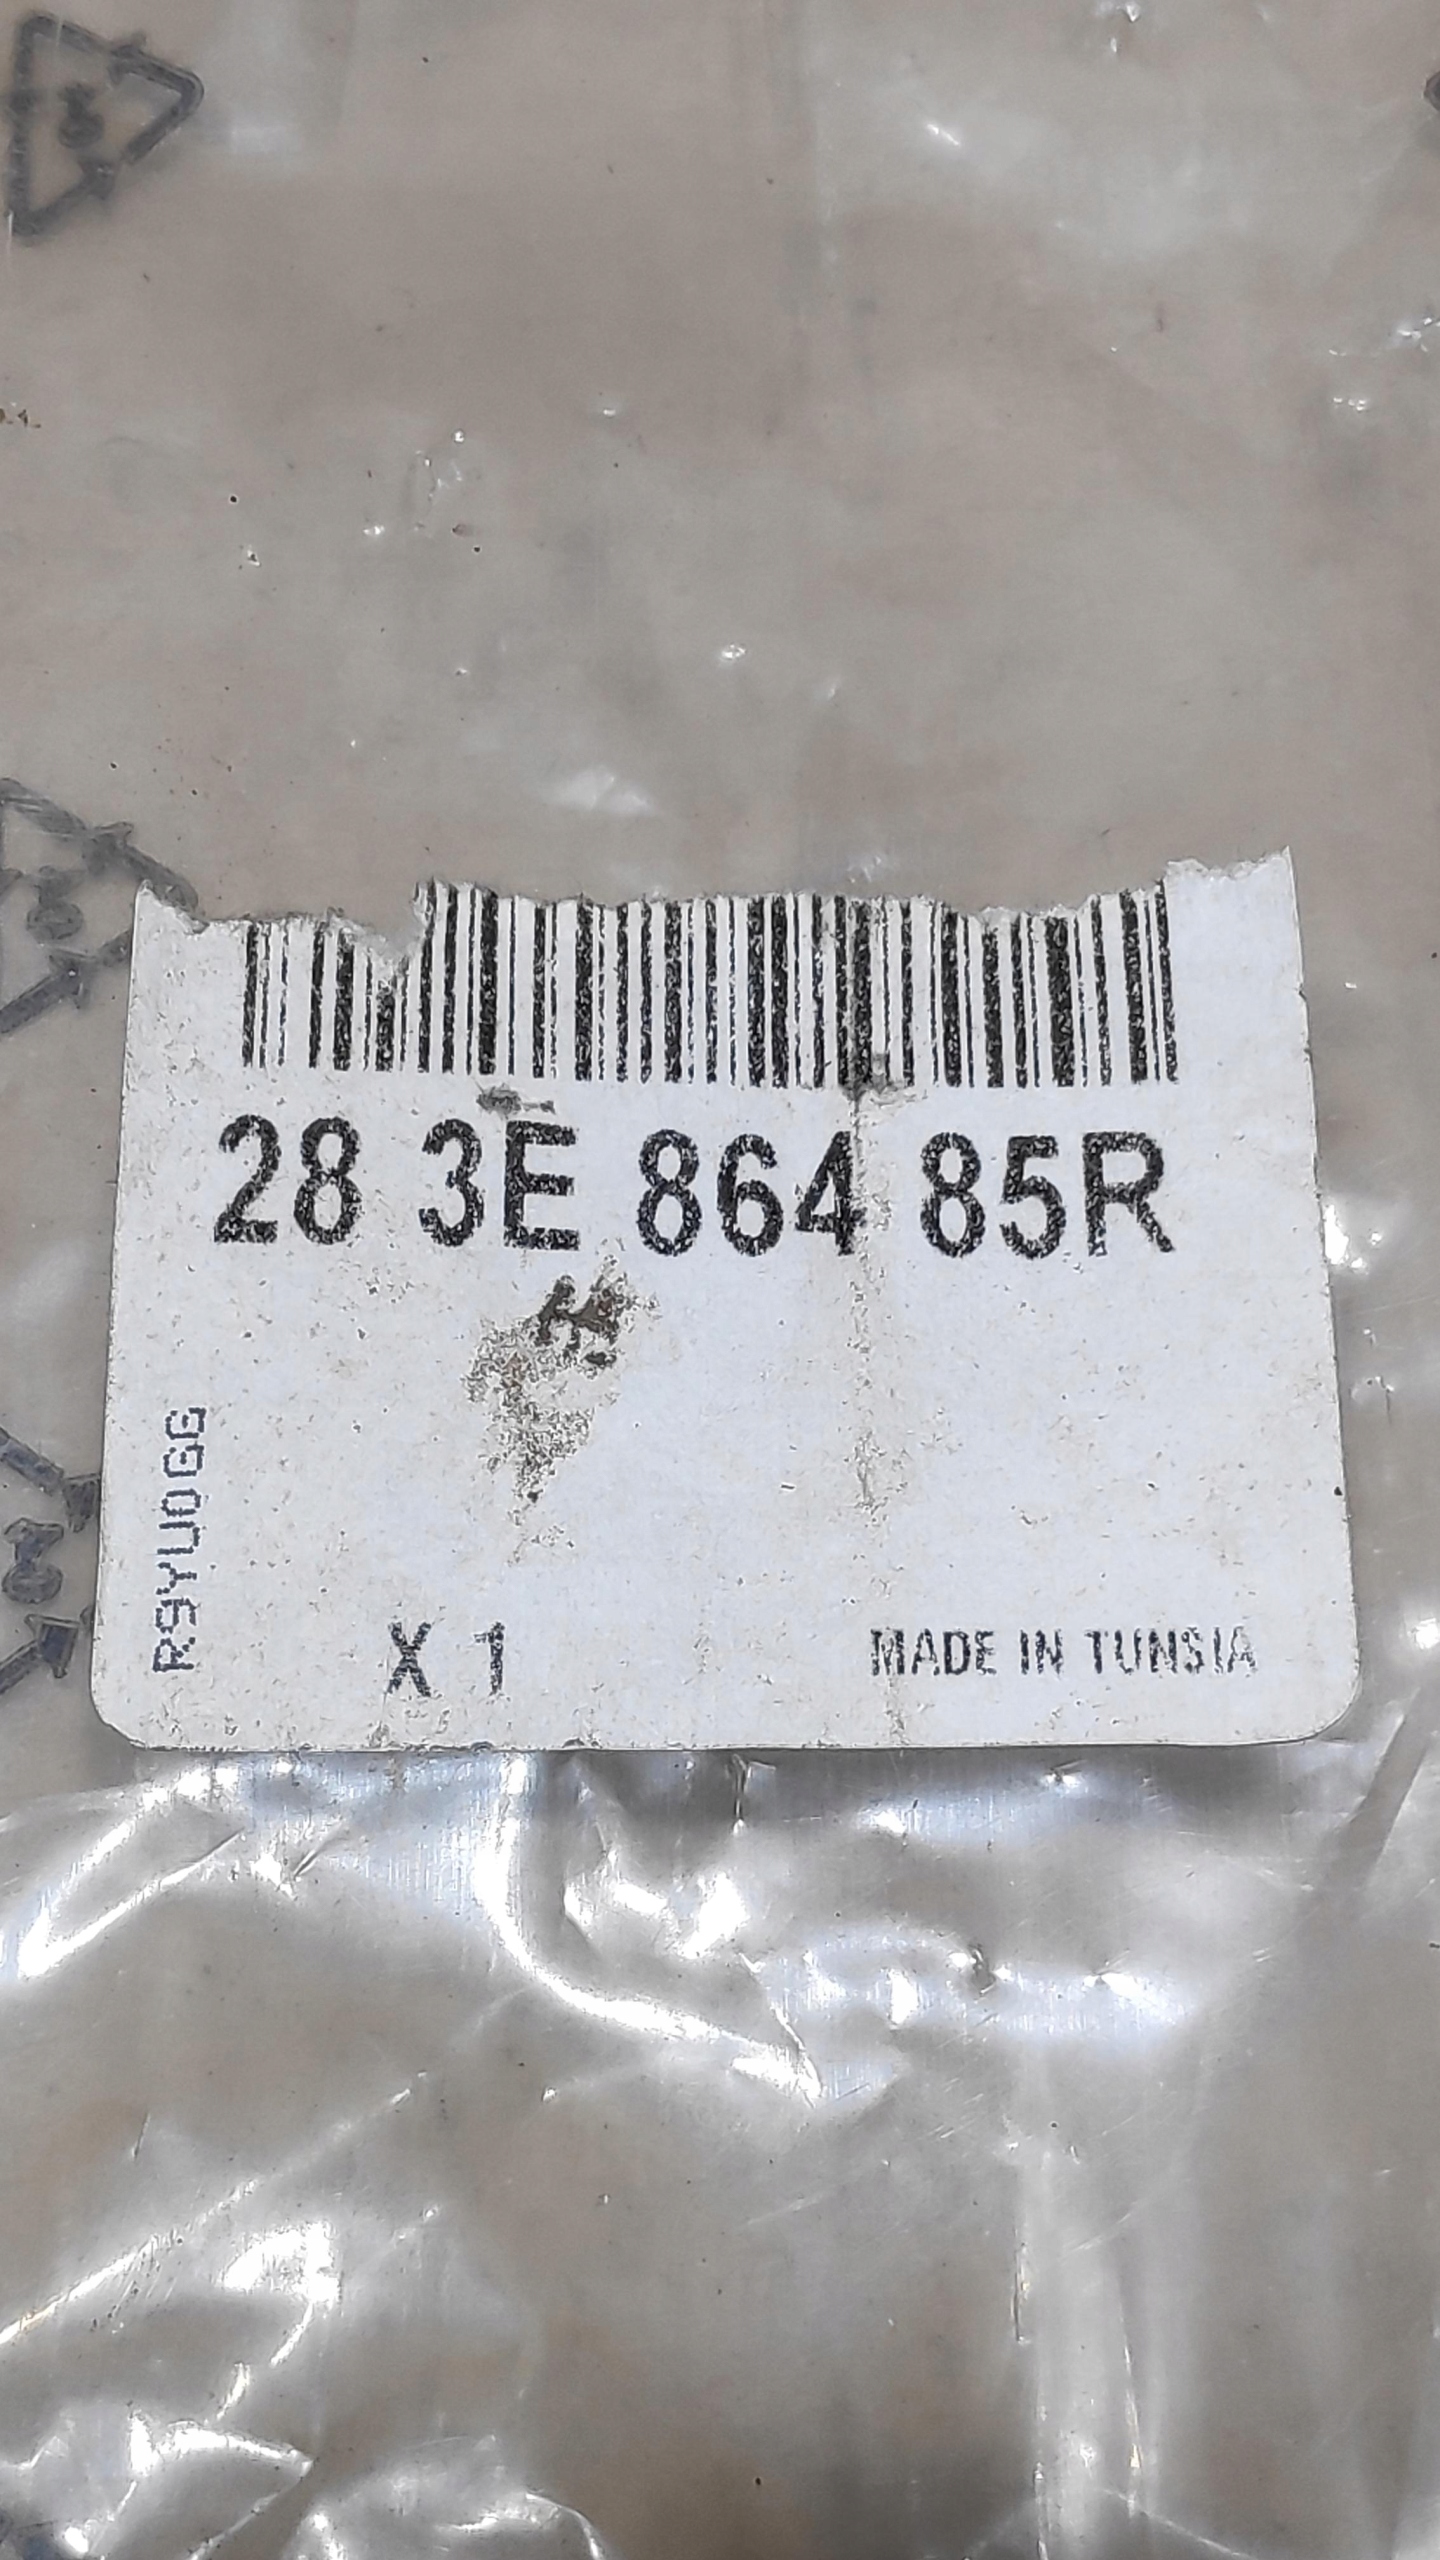 28 3E 864 85R
R9YU0GG
X 1
MADE IN TUNSIA